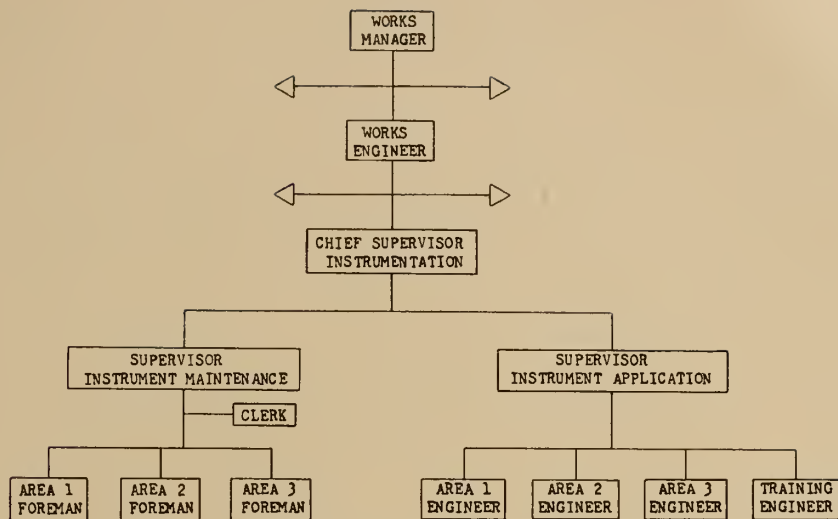 WORKS
MANAGER
WORKS
ENGINEER
CHIEF SUPERVISOR
INSTRUMENTATION
SUPERVISOR
INSTRUMENT MAINTENANCE
SUPERVISOR
INSTRUMENT APPLICATION
CLERK
AREA 1
FOREMAN
AREA 2
FOREMAN
AREA 3
FOREMAN
AREA 1
ENGINEER
AREA 2
ENGINEER
AREA 3
ENGINEER
TRAINING
ENGINEER